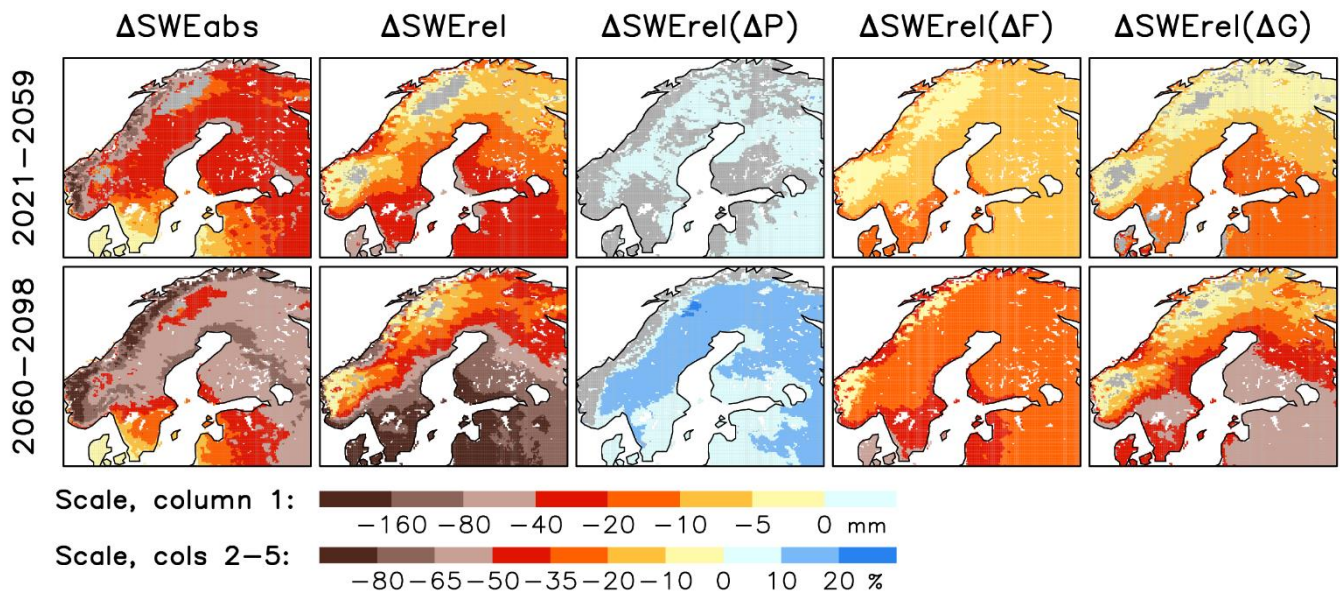 ΔSWEabs ΔSWErel ΔSWErel(ΔP) ΔSWErel(ΔF) ΔSWErel(ΔG)
2021−2059
2060−2098
Scale, column 1:
−160 −80 −40 −20 −10 −5 0 mm
Scale, cols 2−5:
−80 −65 −50 −35 −20 −10 0 10 20 %